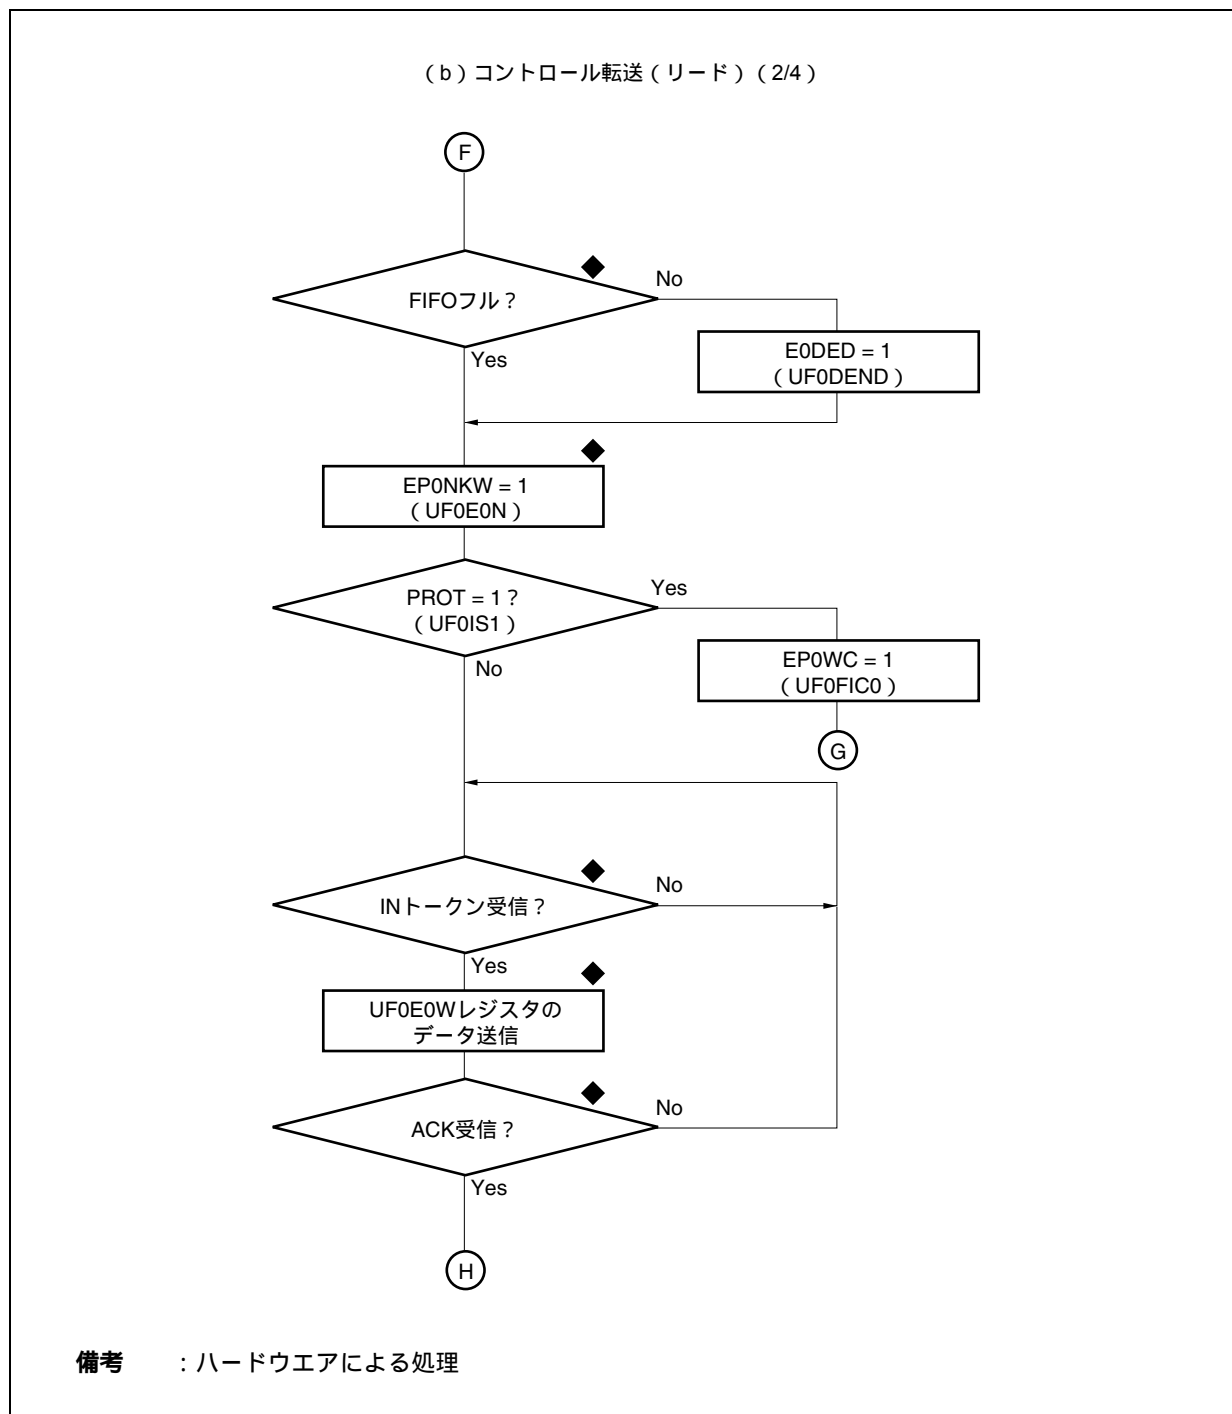 （b）コントロール転送（リード）（2/4）
F
FIFOフル？
No
E0DED = 1
（UF0DEND）
Yes
EP0NKW = 1
（UF0E0N）
PROT = 1？
（UF0IS1）
Yes
EP0WC = 1
（UF0FIC0）
No
G
INトークン受信？
No
Yes
UF0E0Wレジスタの
データ送信
ACK受信？
No
Yes
H
備考 ：ハードウエアによる処理